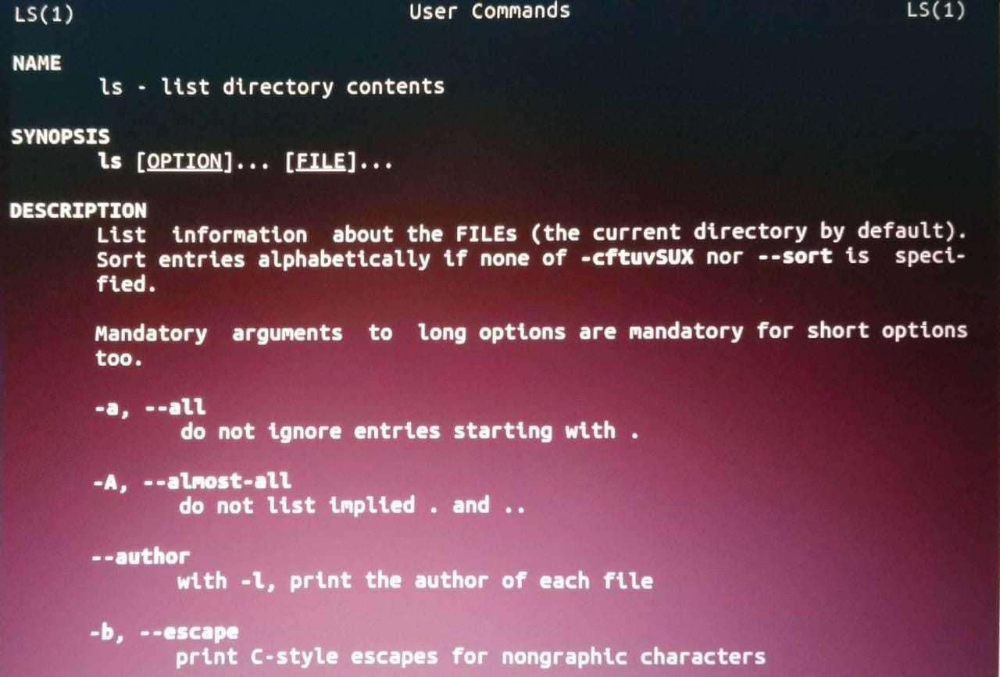 LS(1) User Commands LS(1)
NAME
ls - list directory contents
SYNOPSIS
ls [OPTION]... [FILE]...
DESCRIPTION
List information about the FILEs (the current directory by default).
Sort entries alphabetically if none of -cftuvSUX nor --sort is speci-
fied.
Mandatory arguments to long options are mandatory for short options
too.
-a, --all
do not ignore entries starting with .
-A, --almost-all
do not list implied . and ..
--author
with -l, print the author of each file
-b, --escape
print C-style escapes for nongraphic characters